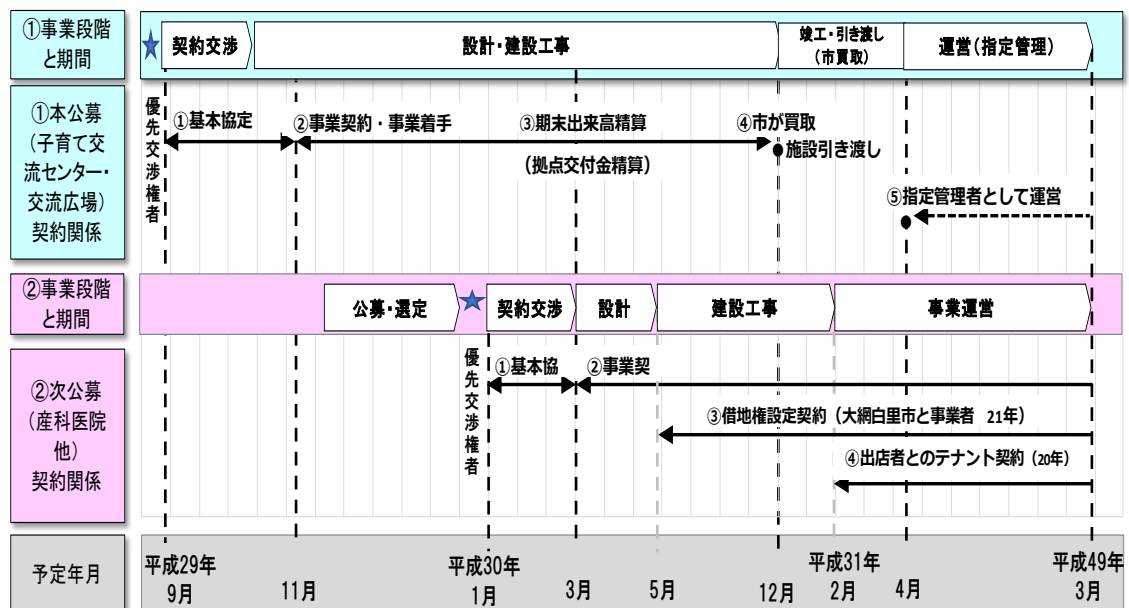 ①事業段階
と期間
契約交渉
設計・建設工事
竣工・引き渡し
(市買取)
運営(指定管理)
①本公募
(子育て交
流センター・
交流広場)
契約関係
優先交渉権者
①基本協定
②事業契約・事業着手
③期末出来高精算
(拠点交付金精算)
④市が買取
施設引き渡し
⑤指定管理者として運営
②事業段階
と期間
公募・選定
契約交渉
設計
建設工事
事業運営
②次公募
(産科医院
他)
契約関係
優先交渉権者
①基本協
②事業契
③借地権設定契約(大網白里市と事業者 21年)
④出店者とのテナント契約(20年)
予定年月
平成29年
9月
11月
平成30年
1月
3月
5月
12月
平成31年
2月
4月
平成49年
3月